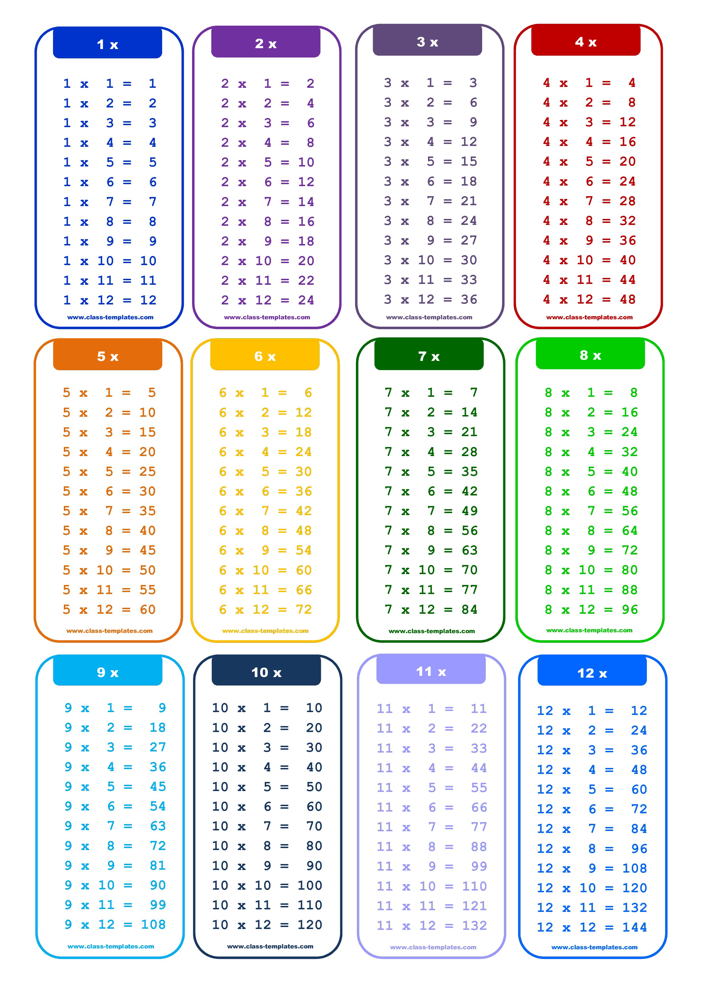 1 x
1 x 1 = 1
1 x 2 = 2
1 x 3 = 3
1 x 4 = 4
1 x 5 = 5
1 x 6 = 6
1 x 7 = 7
1 x 8 = 8
1 x 9 = 9
1 x 10 = 10
1 x 11 = 11
1 x 12 = 12
www.class-templates.com
2 x
2 x 1 = 2
2 x 2 = 4
2 x 3 = 6
2 x 4 = 8
2 x 5 = 10
2 x 6 = 12
2 x 7 = 14
2 x 8 = 16
2 x 9 = 18
2 x 10 = 20
2 x 11 = 22
2 x 12 = 24
www.class-templates.com
3 x
3 x 1 = 3
3 x 2 = 6
3 x 3 = 9
3 x 4 = 12
3 x 5 = 15
3 x 6 = 18
3 x 7 = 21
3 x 8 = 24
3 x 9 = 27
3 x 10 = 30
3 x 11 = 33
3 x 12 = 36
www.class-templates.com
4 x
4 x 1 = 4
4 x 2 = 8
4 x 3 = 12
4 x 4 = 16
4 x 5 = 20
4 x 6 = 24
4 x 7 = 28
4 x 8 = 32
4 x 9 = 36
4 x 10 = 40
4 x 11 = 44
4 x 12 = 48
www.class-templates.com
5 x
5 x 1 = 5
5 x 2 = 10
5 x 3 = 15
5 x 4 = 20
5 x 5 = 25
5 x 6 = 30
5 x 7 = 35
5 x 8 = 40
5 x 9 = 45
5 x 10 = 50
5 x 11 = 55
5 x 12 = 60
www.class-templates.com
6 x
6 x 1 = 6
6 x 2 = 12
6 x 3 = 18
6 x 4 = 24
6 x 5 = 30
6 x 6 = 36
6 x 7 = 42
6 x 8 = 48
6 x 9 = 54
6 x 10 = 60
6 x 11 = 66
6 x 12 = 72
www.class-templates.com
7 x
7 x 1 = 7
7 x 2 = 14
7 x 3 = 21
7 x 4 = 28
7 x 5 = 35
7 x 6 = 42
7 x 7 = 49
7 x 8 = 56
7 x 9 = 63
7 x 10 = 70
7 x 11 = 77
7 x 12 = 84
www.class-templates.com
8 x
8 x 1 = 8
8 x 2 = 16
8 x 3 = 24
8 x 4 = 32
8 x 5 = 40
8 x 6 = 48
8 x 7 = 56
8 x 8 = 64
8 x 9 = 72
8 x 10 = 80
8 x 11 = 88
8 x 12 = 96
www.class-templates.com
9 x
9 x 1 = 9
9 x 2 = 18
9 x 3 = 27
9 x 4 = 36
9 x 5 = 45
9 x 6 = 54
9 x 7 = 63
9 x 8 = 72
9 x 9 = 81
9 x 10 = 90
9 x 11 = 99
9 x 12 = 108
www.class-templates.com
10 x
10 x 1 = 10
10 x 2 = 20
10 x 3 = 30
10 x 4 = 40
10 x 5 = 50
10 x 6 = 60
10 x 7 = 70
10 x 8 = 80
10 x 9 = 90
10 x 10 = 100
10 x 11 = 110
10 x 12 = 120
www.class-templates.com
11 x
11 x 1 = 11
11 x 2 = 22
11 x 3 = 33
11 x 4 = 44
11 x 5 = 55
11 x 6 = 66
11 x 7 = 77
11 x 8 = 88
11 x 9 = 99
11 x 10 = 110
11 x 11 = 121
11 x 12 = 132
www.class-templates.com
12 x
12 x 1 = 12
12 x 2 = 24
12 x 3 = 36
12 x 4 = 48
12 x 5 = 60
12 x 6 = 72
12 x 7 = 84
12 x 8 = 96
12 x 9 = 108
12 x 10 = 120
12 x 11 = 132
12 x 12 = 144
www.class-templates.com